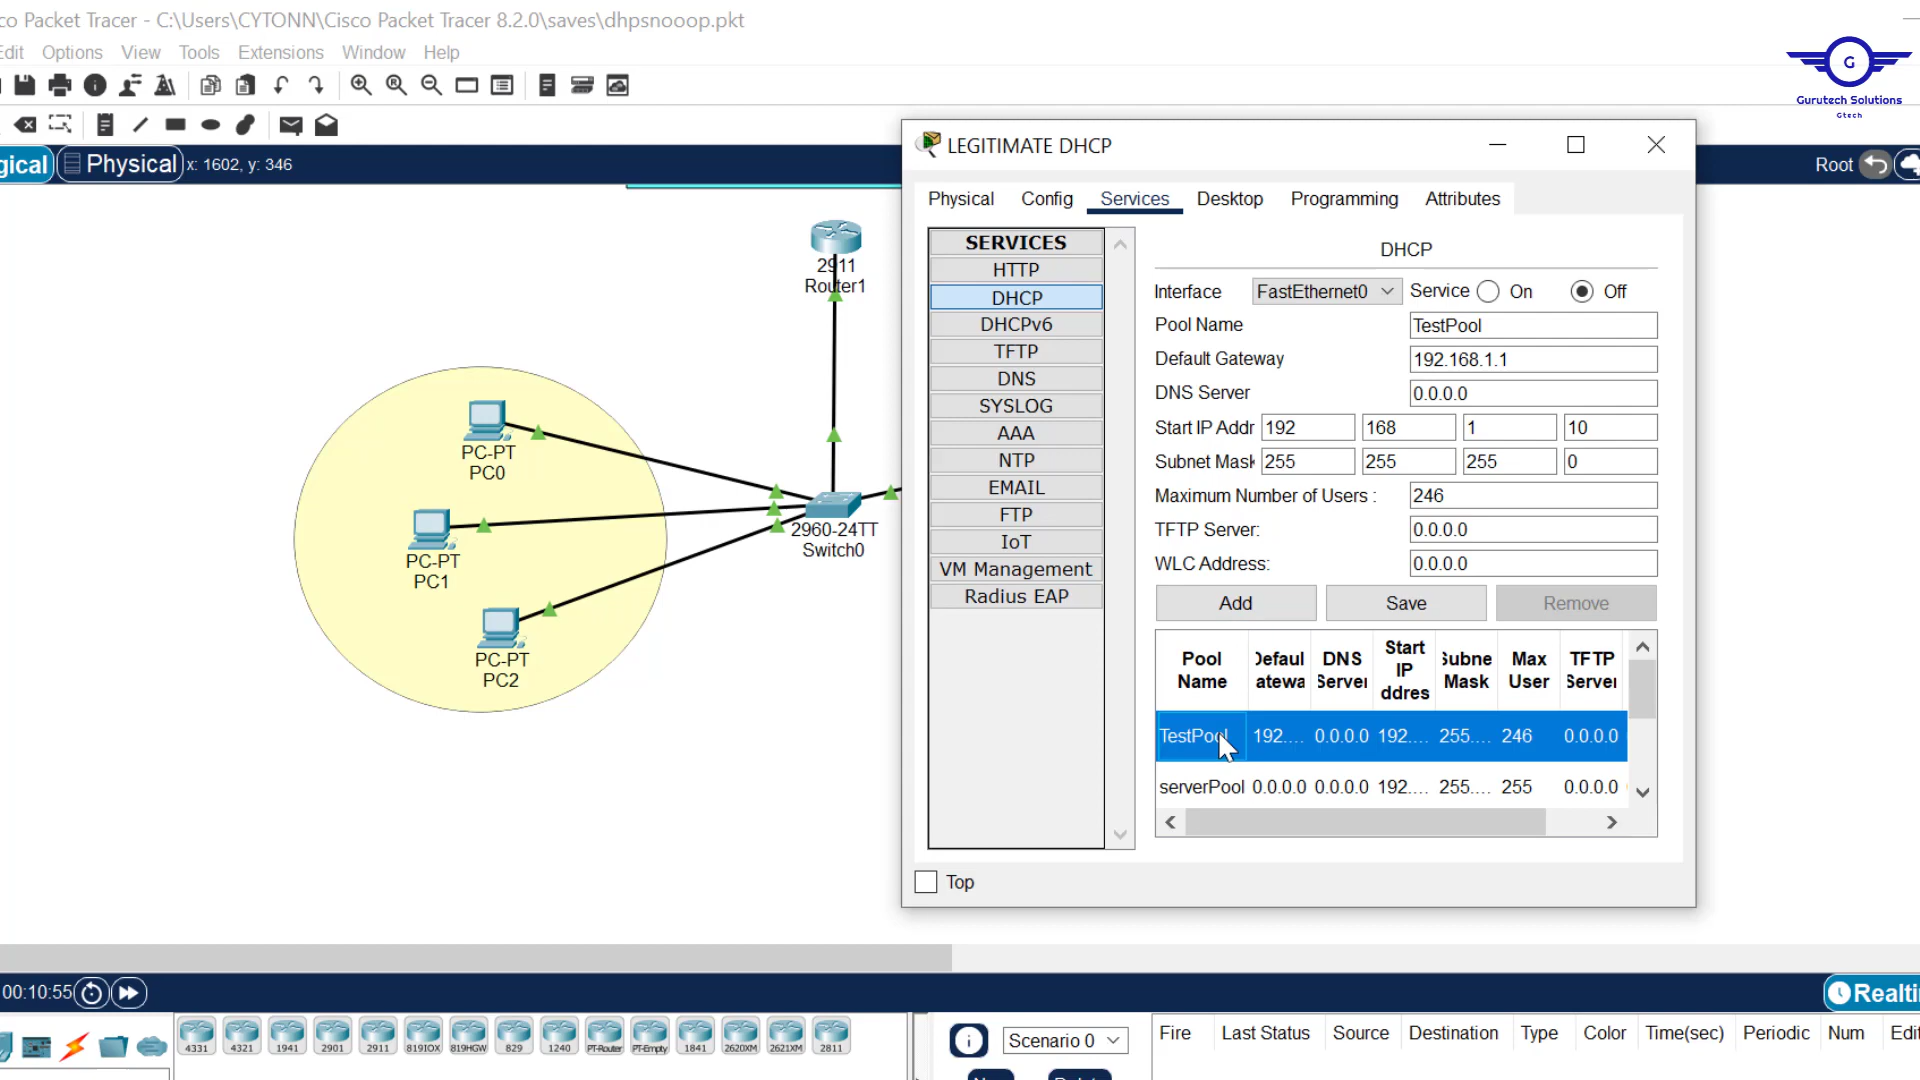 co Packet Tracer - C:\Users\CYTONN\Cisco Packet Tracer 8.2.0\saves\dhpsnooop.pkt
Edit Options View Tools Extensions Window Help
G
Gurutech Solutions
Gtech
gical Physical x: 1602, y: 346
Root
2911
Router1
PC-PT
PC0
PC-PT
PC1
PC-PT
PC2
2960-24TT
Switch0
LEGITIMATE DHCP
Physical Config Services Desktop Programming Attributes
SERVICES
HTTP
DHCP
DHCPv6
TFTP
DNS
SYSLOG
AAA
NTP
EMAIL
FTP
IoT
VM Management
Radius EAP
DHCP
Interface FastEthernet0 Service On Off
Pool Name TestPool
Default Gateway 192.168.1.1
DNS Server 0.0.0.0
Start IP Addr 192 168 1 10
Subnet Mask 255 255 255 0
Maximum Number of Users : 246
TFTP Server: 0.0.0.0
WLC Address: 0.0.0.0
Add Save Remove
Pool Name Defaul atewa DNS Server Start IP ddres Subne Mask Max User TFTP Server
TestPool 192.... 0.0.0.0 192.... 255.... 246 0.0.0.0
serverPool 0.0.0.0 0.0.0.0 192.... 255.... 255 0.0.0.0
Top
00:10:55
Realti
4331 4321 1941 2901 2911 819IOX 819HGW 829 1240 PT-Router PT-Empty 1841 2620XM 2621XM 2811
i Scenario 0
Fire Last Status Source Destination Type Color Time(sec) Periodic Num Edit